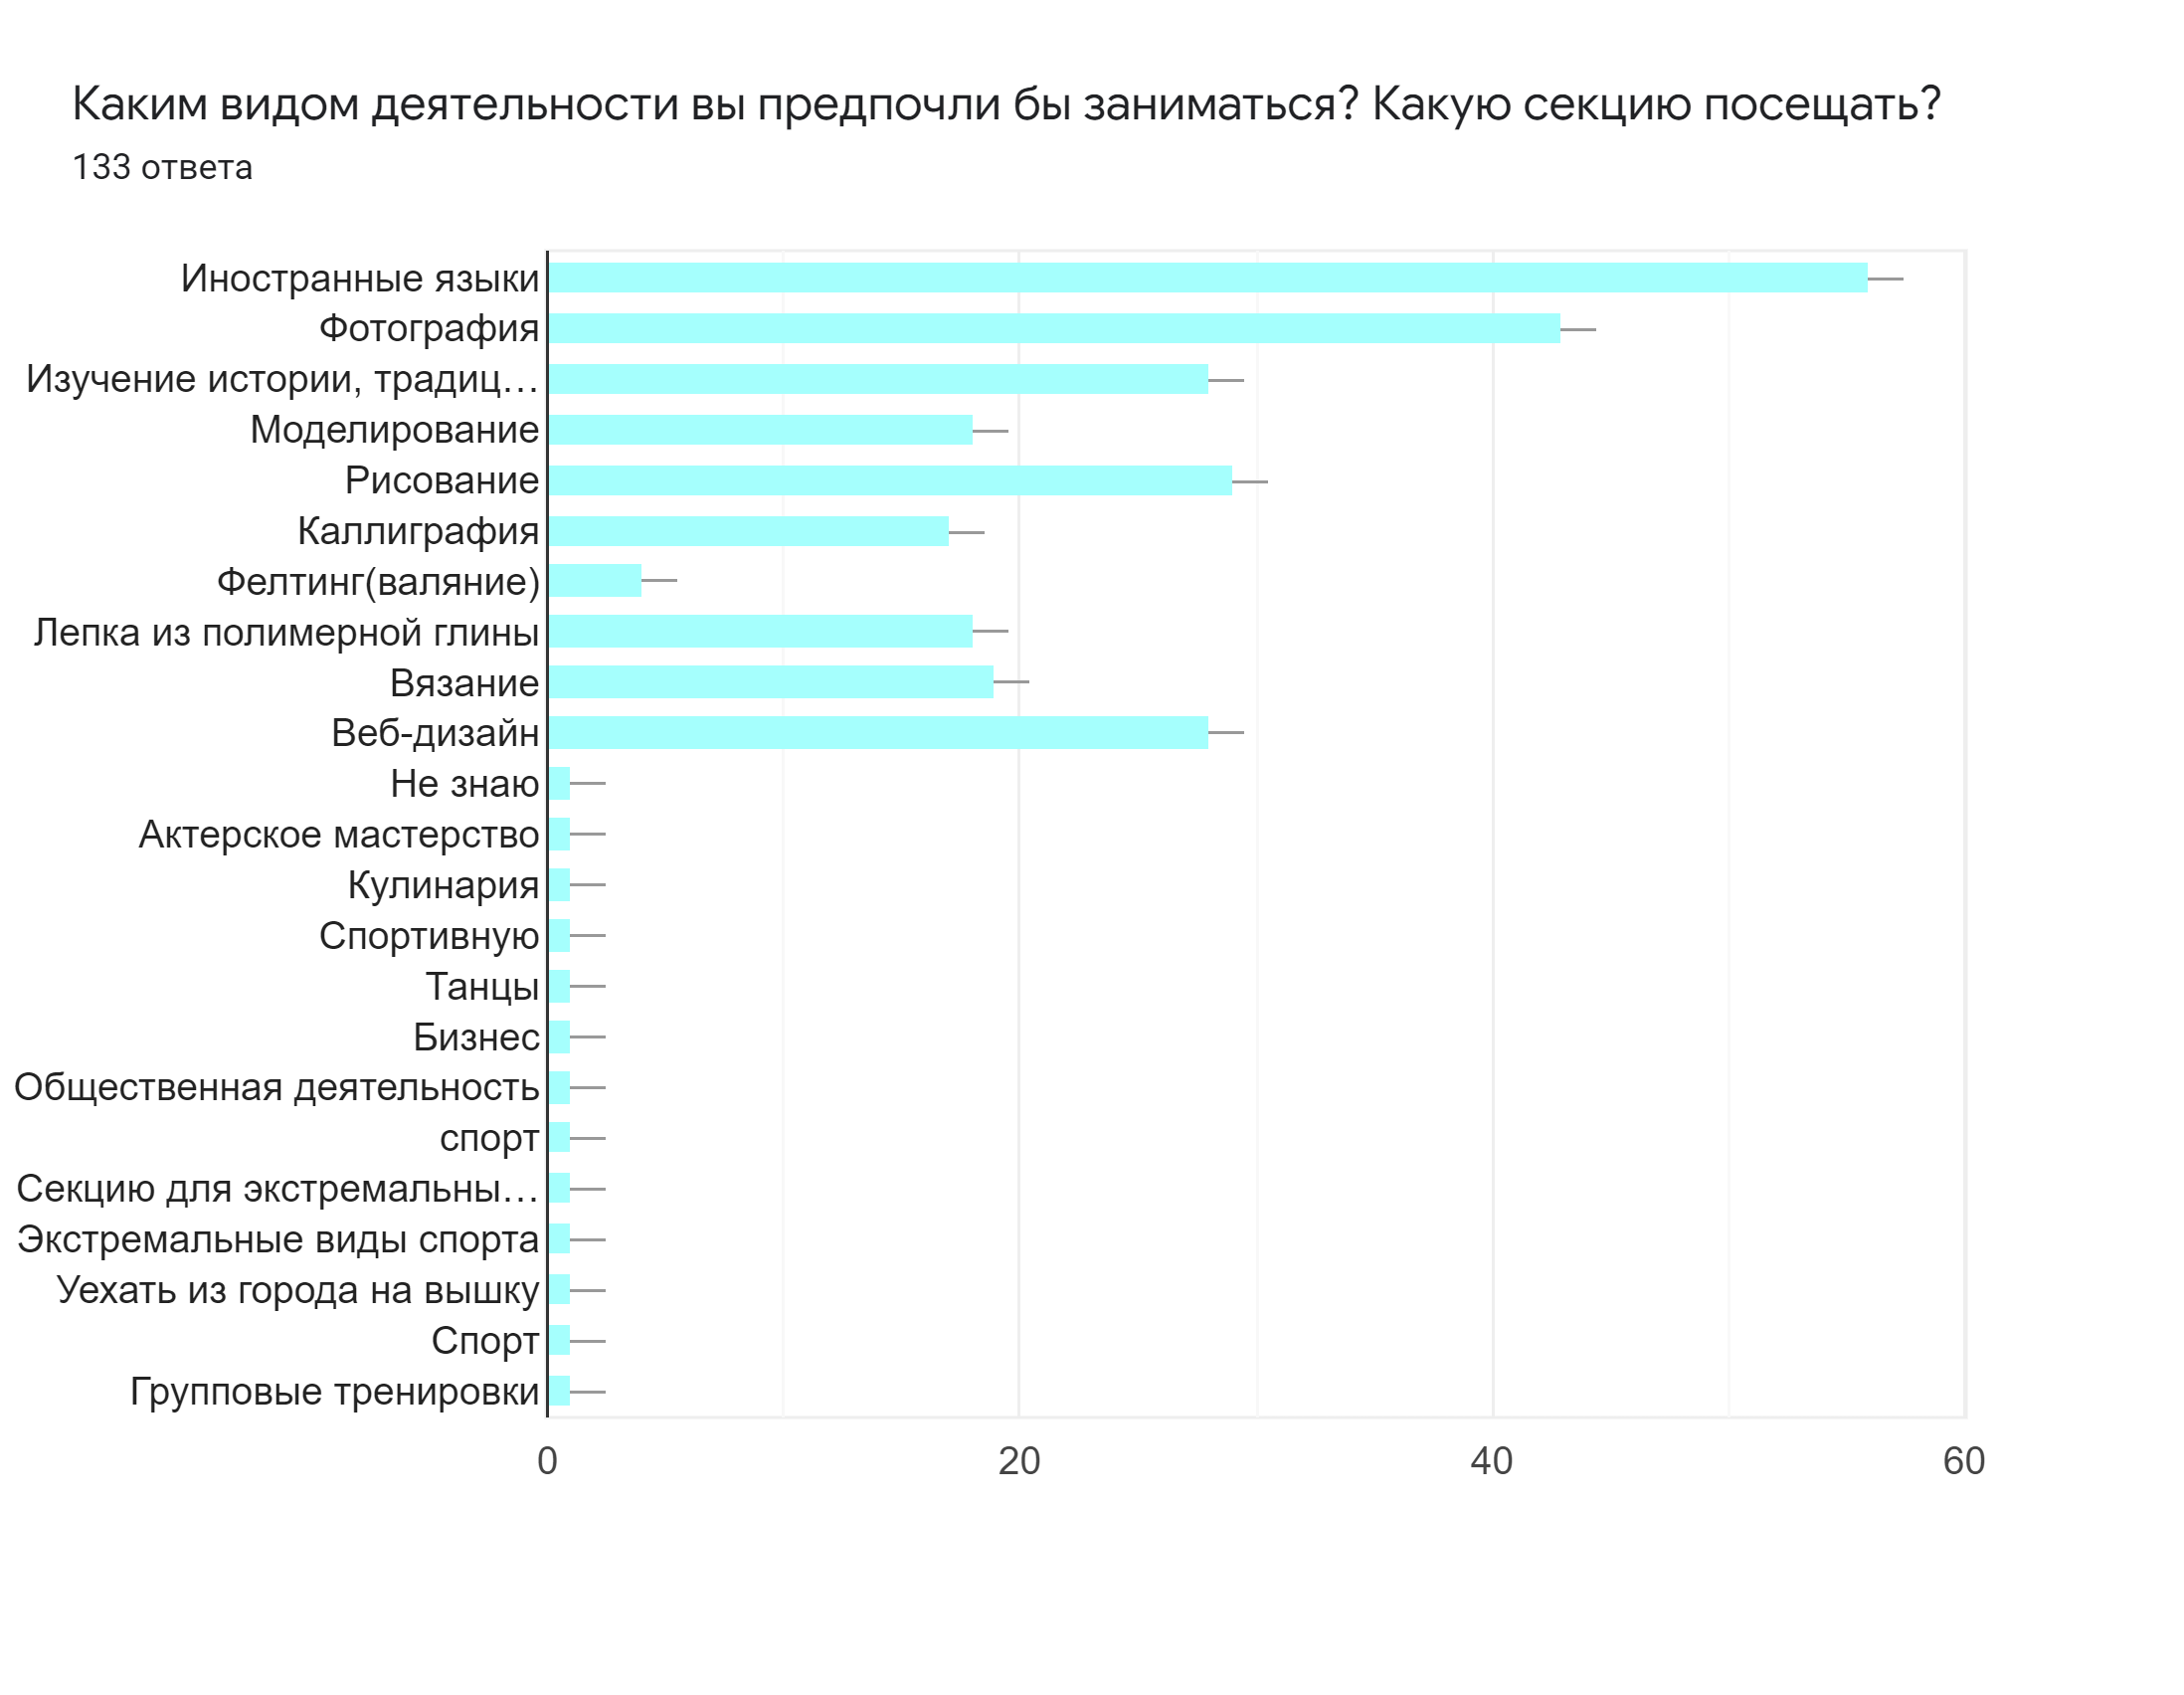 Каким видом деятельности вы предпочли бы заниматься? Какую секцию посещать?
133 ответа
Иностранные языки
Фотография
Изучение истории, традиц…
Моделирование
Рисование
Каллиграфия
Фелтинг(валяние)
Лепка из полимерной глины
Вязание
Веб-дизайн
Не знаю
Актерское мастерство
Кулинария
Спортивную
Танцы
Бизнес
Общественная деятельность
спорт
Секцию для экстремальны…
Экстремальные виды спорта
Уехать из города на вышку
Спорт
Групповые тренировки
0 20 40 60